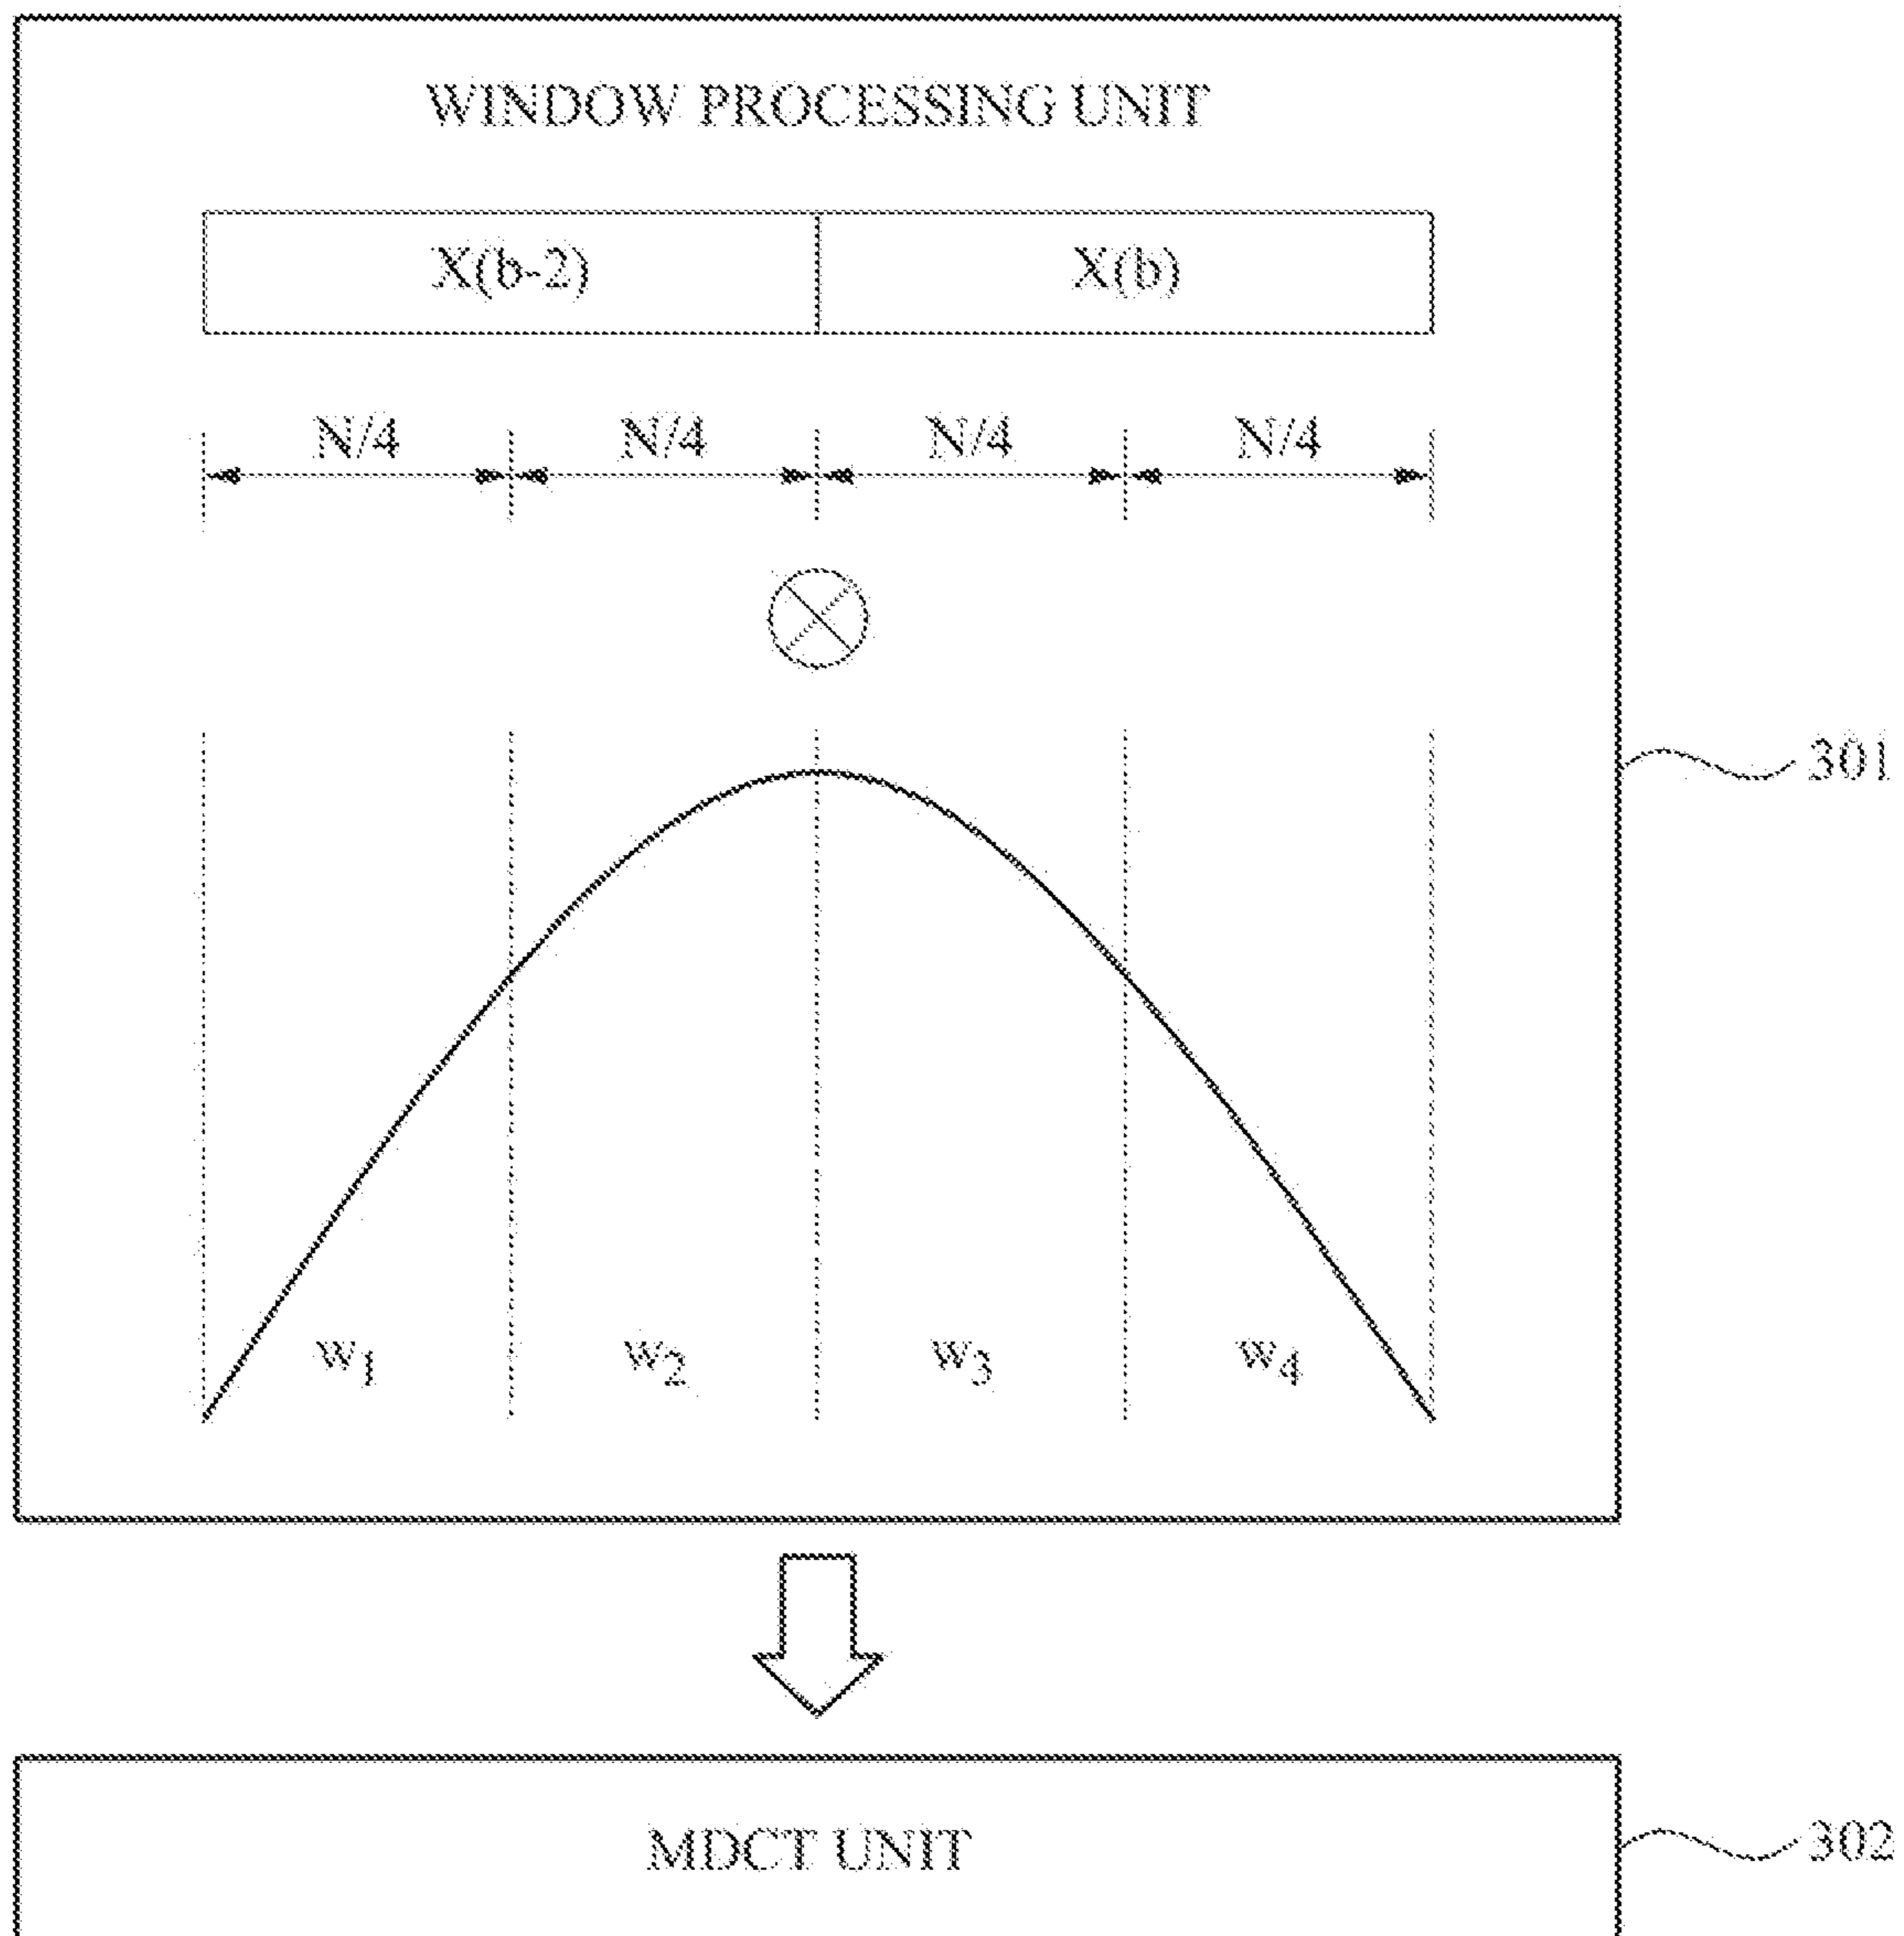 WINDOW PROCESSING UNIT
X(b-2) X(b)
N/4 N/4 N/4 N/4
301
w1 w2 w3 w4
MDCT UNIT
302